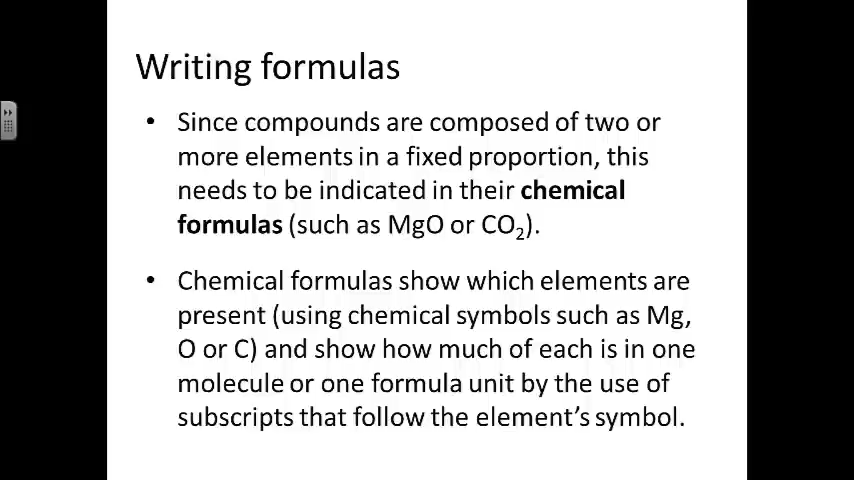 Writing formulas
• Since compounds are composed of two or
more elements in a fixed proportion, this
needs to be indicated in their chemical
formulas (such as MgO or CO₂).
• Chemical formulas show which elements are
present (using chemical symbols such as Mg,
O or C) and show how much of each is in one
molecule or one formula unit by the use of
subscripts that follow the element’s symbol.